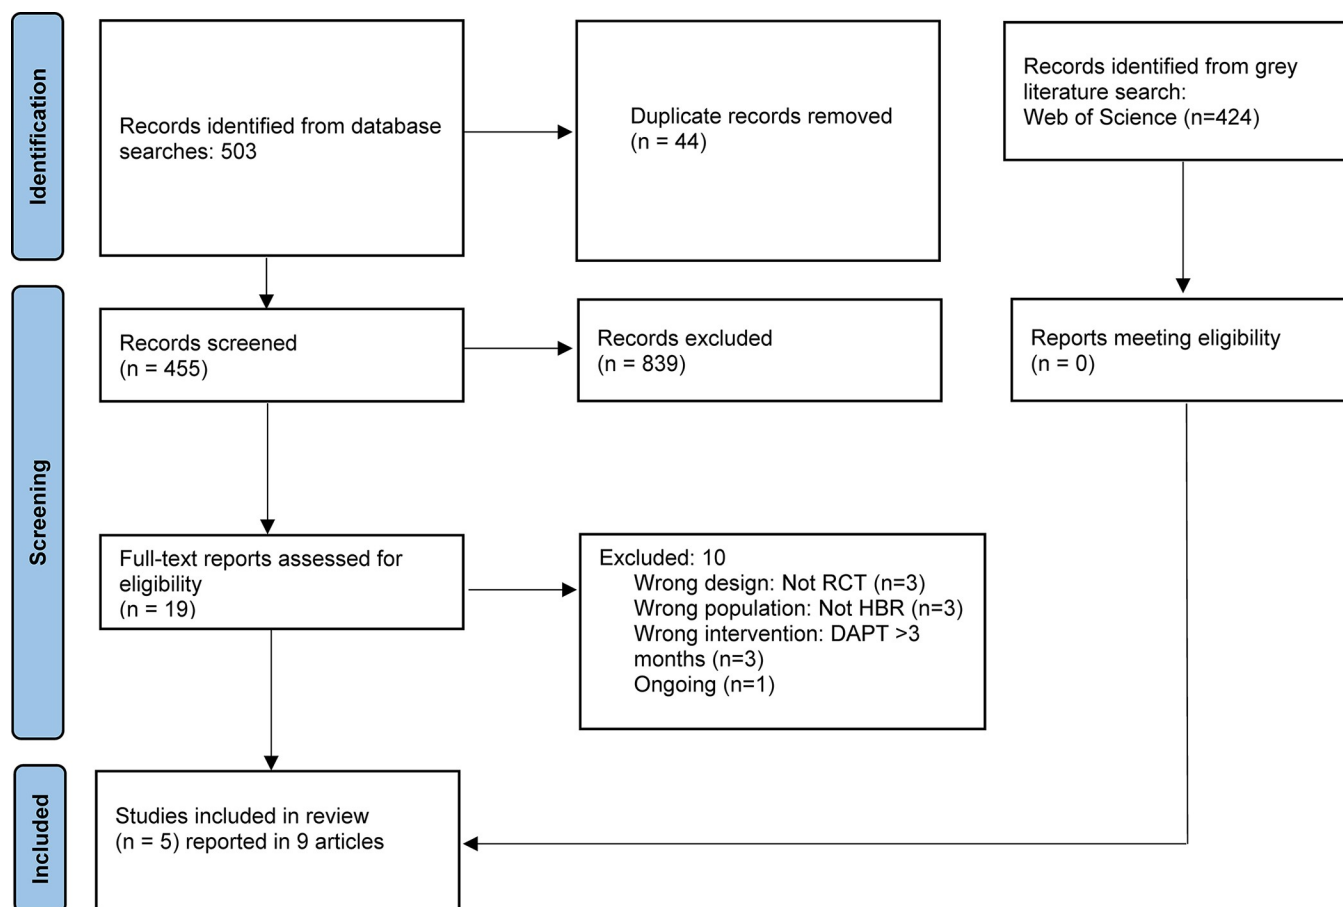 Identification
Records identified from database
searches: 503
Duplicate records removed
(n = 44)
Records identified from grey
literature search:
Web of Science (n=424)
Screening
Records screened
(n = 455)
Records excluded
(n = 839)
Reports meeting eligibility
(n = 0)
Full-text reports assessed for
eligibility
(n = 19)
Excluded: 10
Wrong design: Not RCT (n=3)
Wrong population: Not HBR (n=3)
Wrong intervention: DAPT >3
months (n=3)
Ongoing (n=1)
Included
Studies included in review
(n = 5) reported in 9 articles